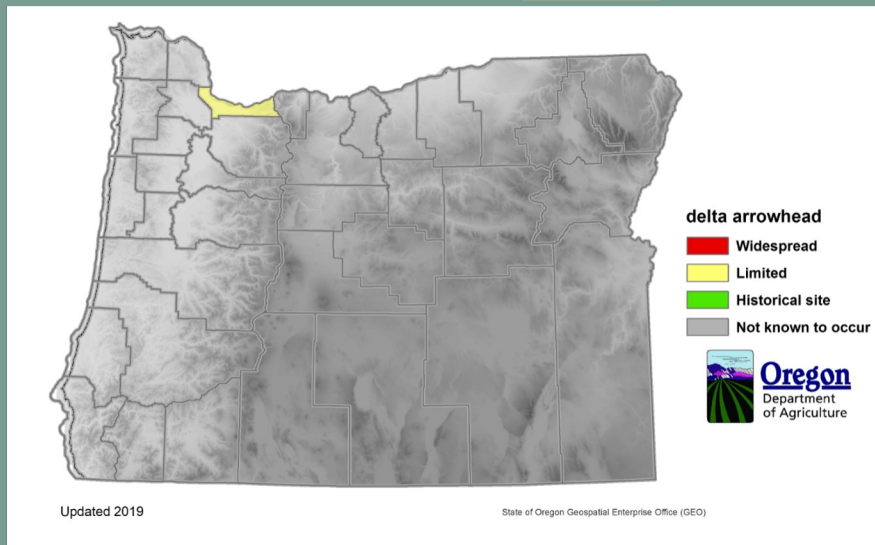 delta arrowhead
Widespread
Limited
Historical site
Not known to occur
Oregon
Department
of Agriculture
Updated 2019
State of Oregon Geospatial Enterprise Office (GEO)